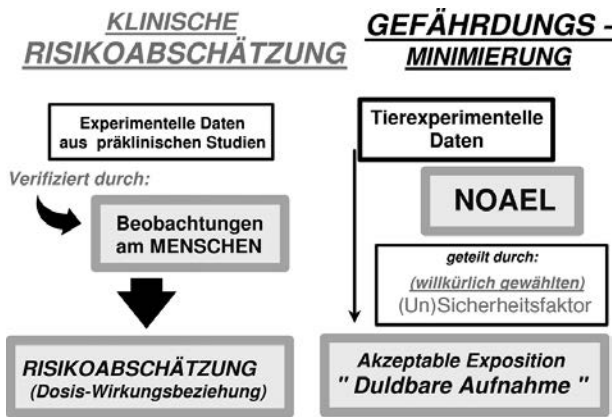 KLINISCHE
RISIKOABSCHÄTZUNG
Experimentelle Daten
aus präklinischen Studien
Verifiziert durch:
Beobachtungen
am MENSCHEN
RISIKOABSCHÄTZUNG
(Dosis-Wirkungsbeziehung)
GEFÄHRDUNGS -
MINIMIERUNG
Tierexperimentelle
Daten
NOAEL
geteilt durch:
(willkürlich gewählten)
(Un)Sicherheitsfaktor
Akzeptable Exposition
" Duldbare Aufnahme "